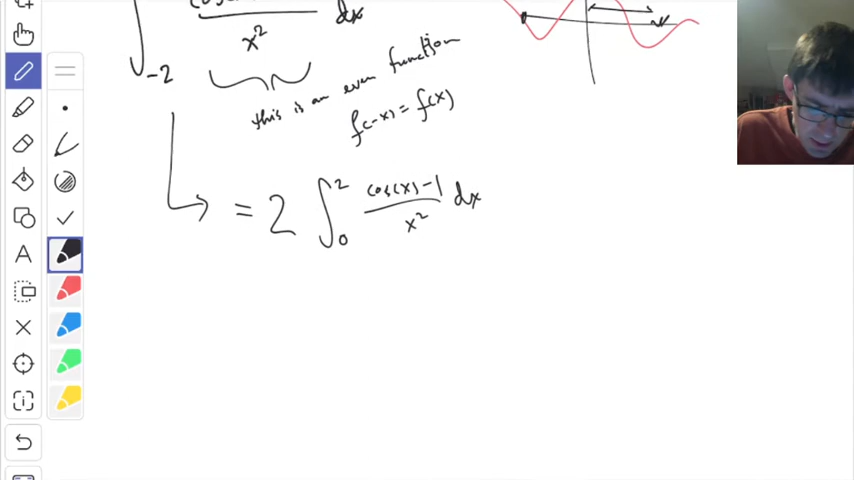 dx
x²
-2
this is an even function
f(-x) = f(x)
= 2 ∫₀² cos(x)-1 / x² dx
A